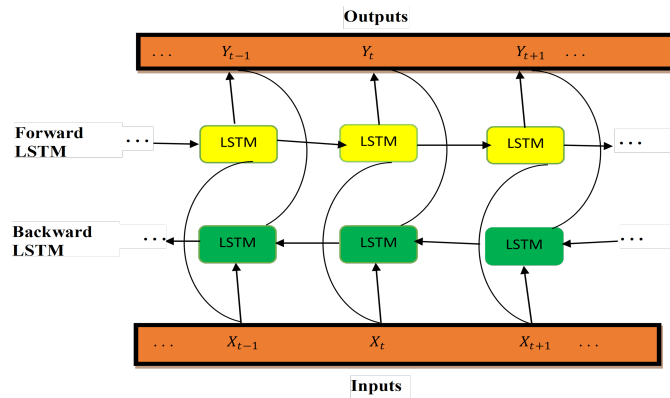 Outputs
. . . Y_{t−1} Y_t Y_{t+1} . . .
Forward
LSTM
. . . LSTM LSTM LSTM . . .
Backward
LSTM
. . . LSTM LSTM LSTM . . .
. . . X_{t−1} X_t X_{t+1} . . .
Inputs